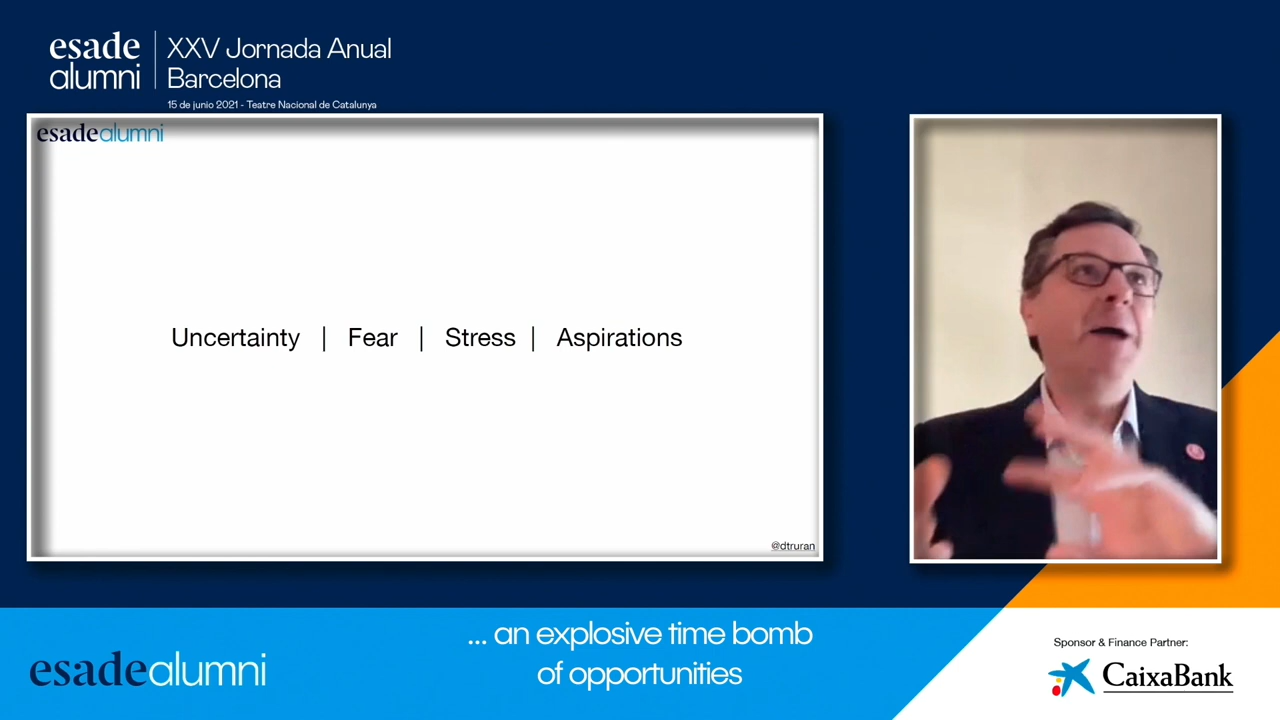 esade
alumni
XXV Jornada Anual
Barcelona
15 de junio 2021 - Teatre Nacional de Catalunya
esadealumni
Uncertainty | Fear | Stress | Aspirations
@dtruran
... an explosive time bomb
of opportunities
esadealumni
Sponsor & Finance Partner:
CaixaBank